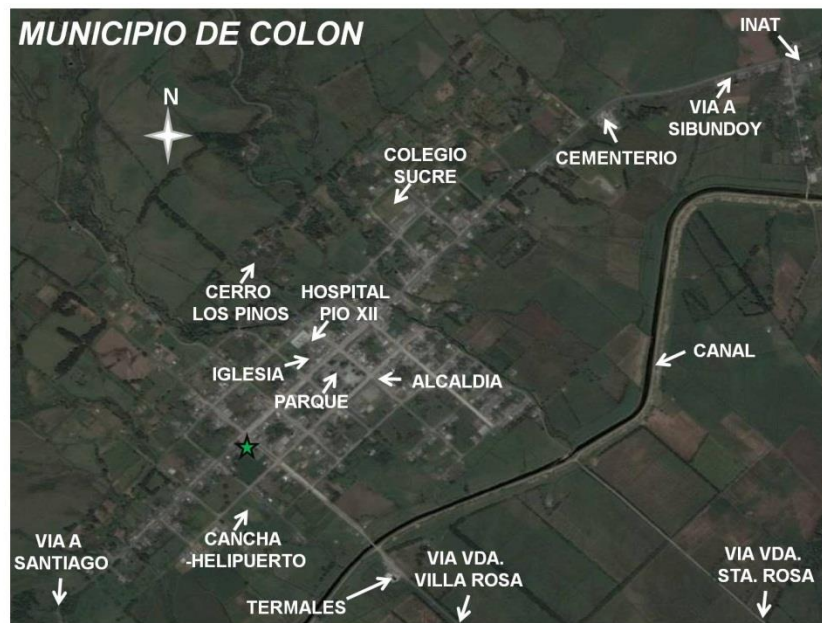 MUNICIPIO DE COLON
INAT
N
VIA A
SIBUNDOY
COLEGIO
SUCRE
CEMENTERIO
CERRO
LOS PINOS
HOSPITAL
PIO XII
IGLESIA
PARQUE
ALCALDIA
CANAL
VIA A
SANTIAGO
CANCHA
-HELIPUERTO
TERMALES
VIA VDA.
VILLA ROSA
VIA VDA.
STA. ROSA